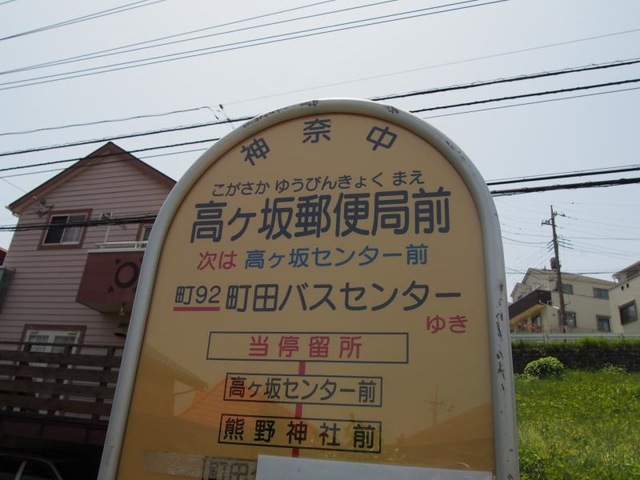 神奈中
こがさか ゆうびんきょく まえ
高ヶ坂郵便局前
次は 高ヶ坂センター前
町92 町田バスセンター
ゆき
当停留所
高ヶ坂センター前
熊野神社前
町田